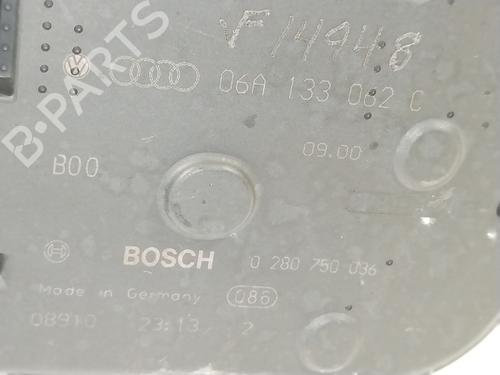 √F 14948
06A 133 062 C
09.00
B00
BOSCH 0 280 750 036
Made in Germany 086
08910 23:13 2
B-PARTS